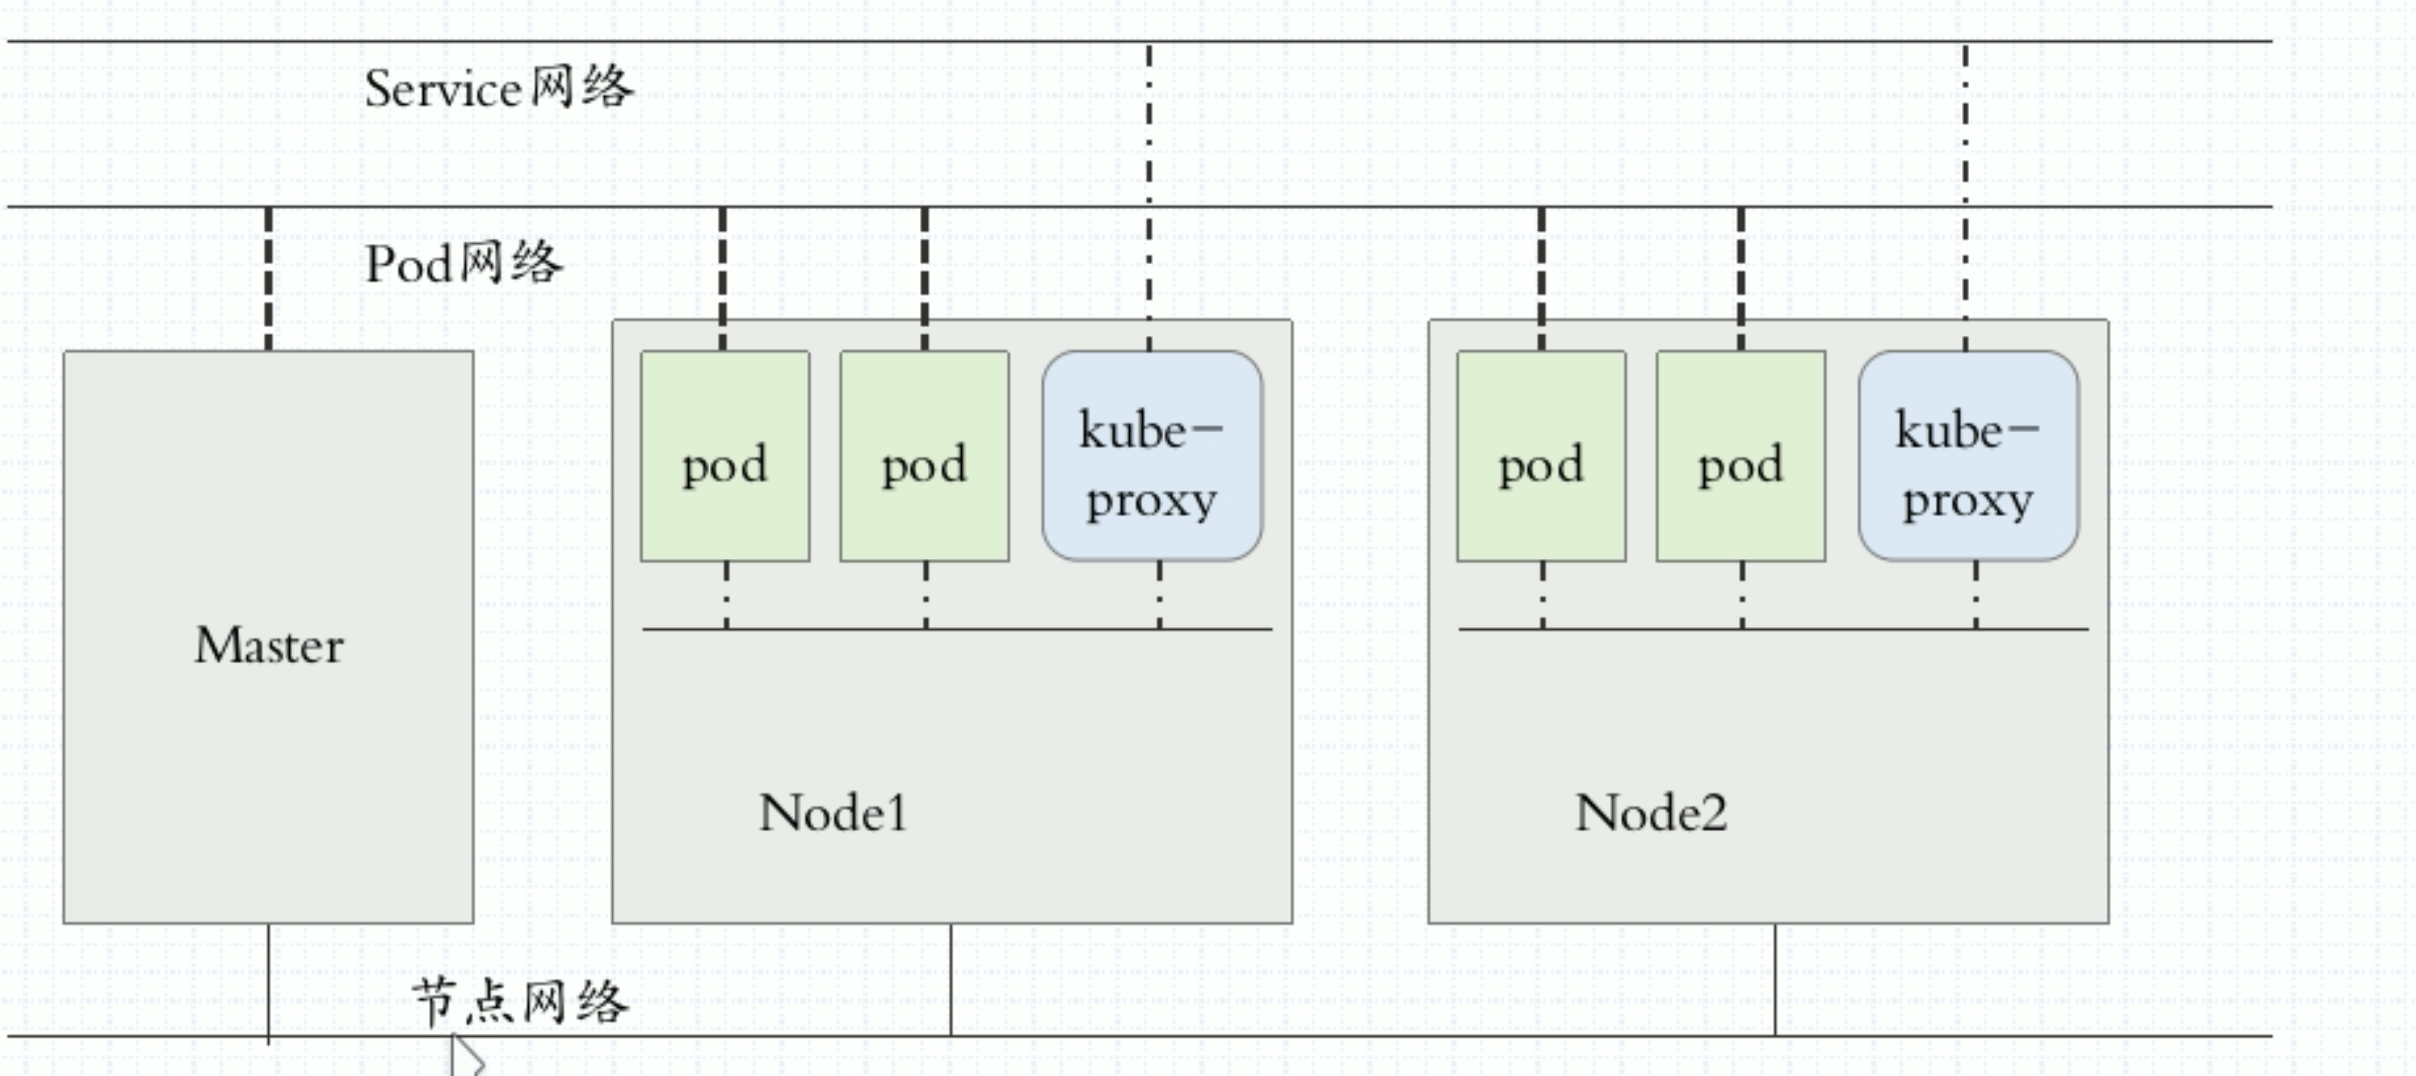 Service网络
Pod网络
Master
pod
pod
kube-
proxy
Node1
pod
pod
kube-
proxy
Node2
节点网络